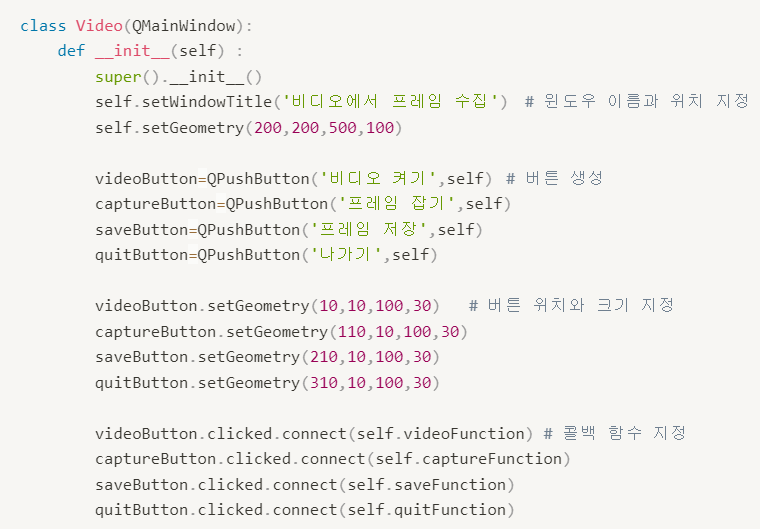 class Video(QMainWindow):
    def __init__(self) :
        super().__init__()
        self.setWindowTitle('비디오에서 프레임 수집')  # 윈도우 이름과 위치 지정
        self.setGeometry(200,200,500,100)

        videoButton=QPushButton('비디오 켜기',self) # 버튼 생성
        captureButton=QPushButton('프레임 잡기',self)
        saveButton=QPushButton('프레임 저장',self)
        quitButton=QPushButton('나가기',self)

        videoButton.setGeometry(10,10,100,30)   # 버튼 위치와 크기 지정
        captureButton.setGeometry(110,10,100,30)
        saveButton.setGeometry(210,10,100,30)
        quitButton.setGeometry(310,10,100,30)

        videoButton.clicked.connect(self.videoFunction) # 콜백 함수 지정
        captureButton.clicked.connect(self.captureFunction)
        saveButton.clicked.connect(self.saveFunction)
        quitButton.clicked.connect(self.quitFunction)